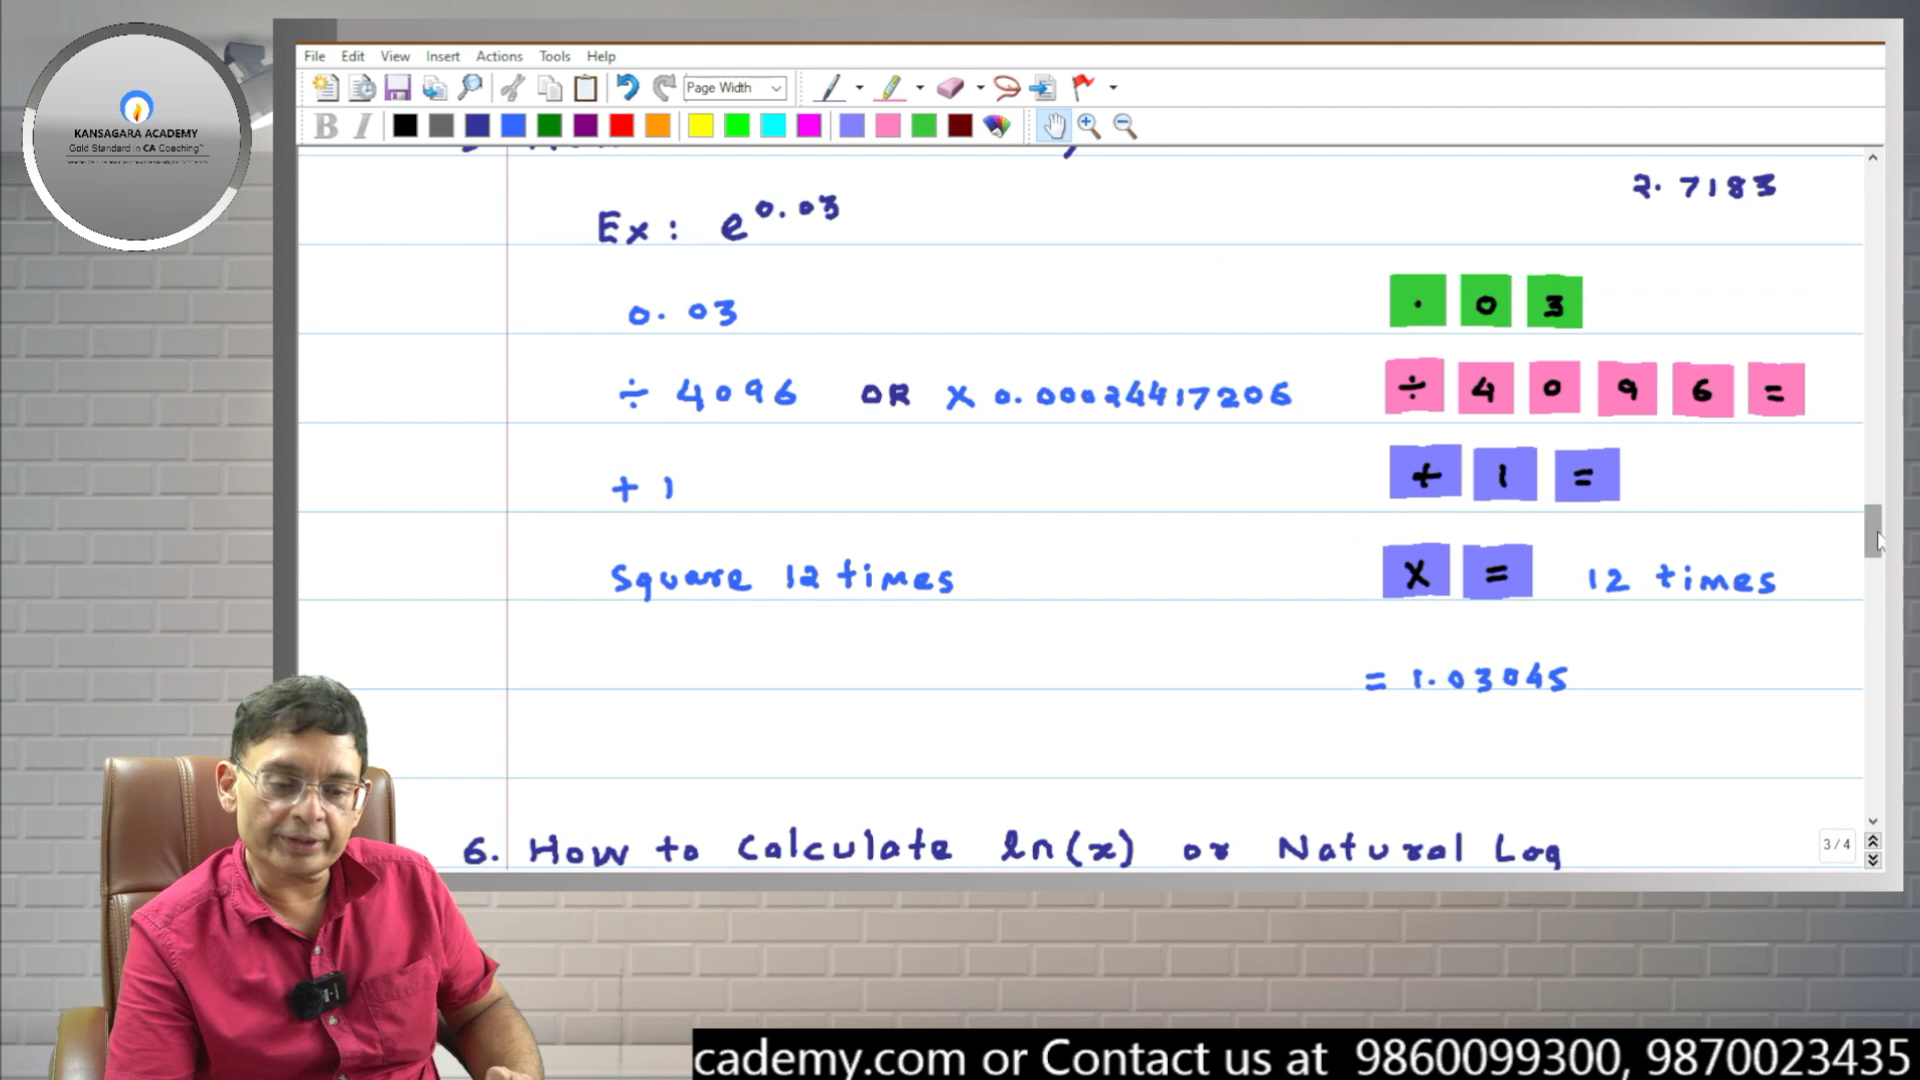 KANSAGARA ACADEMY
Gold Standard in CA Coaching™
File Edit View Insert Actions Tools Help
Page Width
B I
2.7183
Ex: e^0.03
0.03
. 0 3
÷ 4096 OR x 0.00024417206
÷ 4 0 9 6 =
+ 1
+ 1 =
Square 12 times
x = 12 times
= 1.03045
6. How to Calculate ln(x) or Natural Log
3 / 4
cademy.com or Contact us at 9860099300, 9870023435